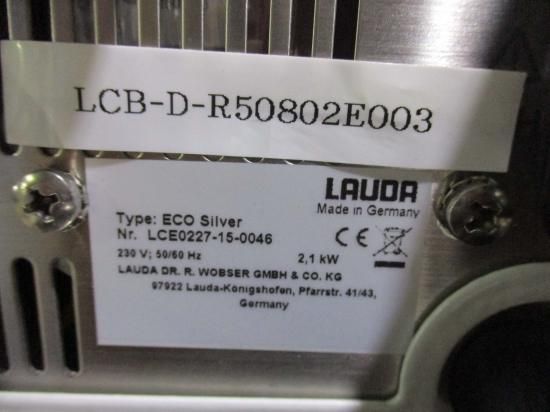 LCB-D-R50802E003
LAUDA
Made in Germany
Type: ECO Silver
Nr. LCE0227-15-0046
CE
230 V; 50/60 Hz 2,1 kW
LAUDA DR. R. WOBSER GMBH & CO. KG
97922 Lauda-Königshofen, Pfarrstr. 41/43,
Germany